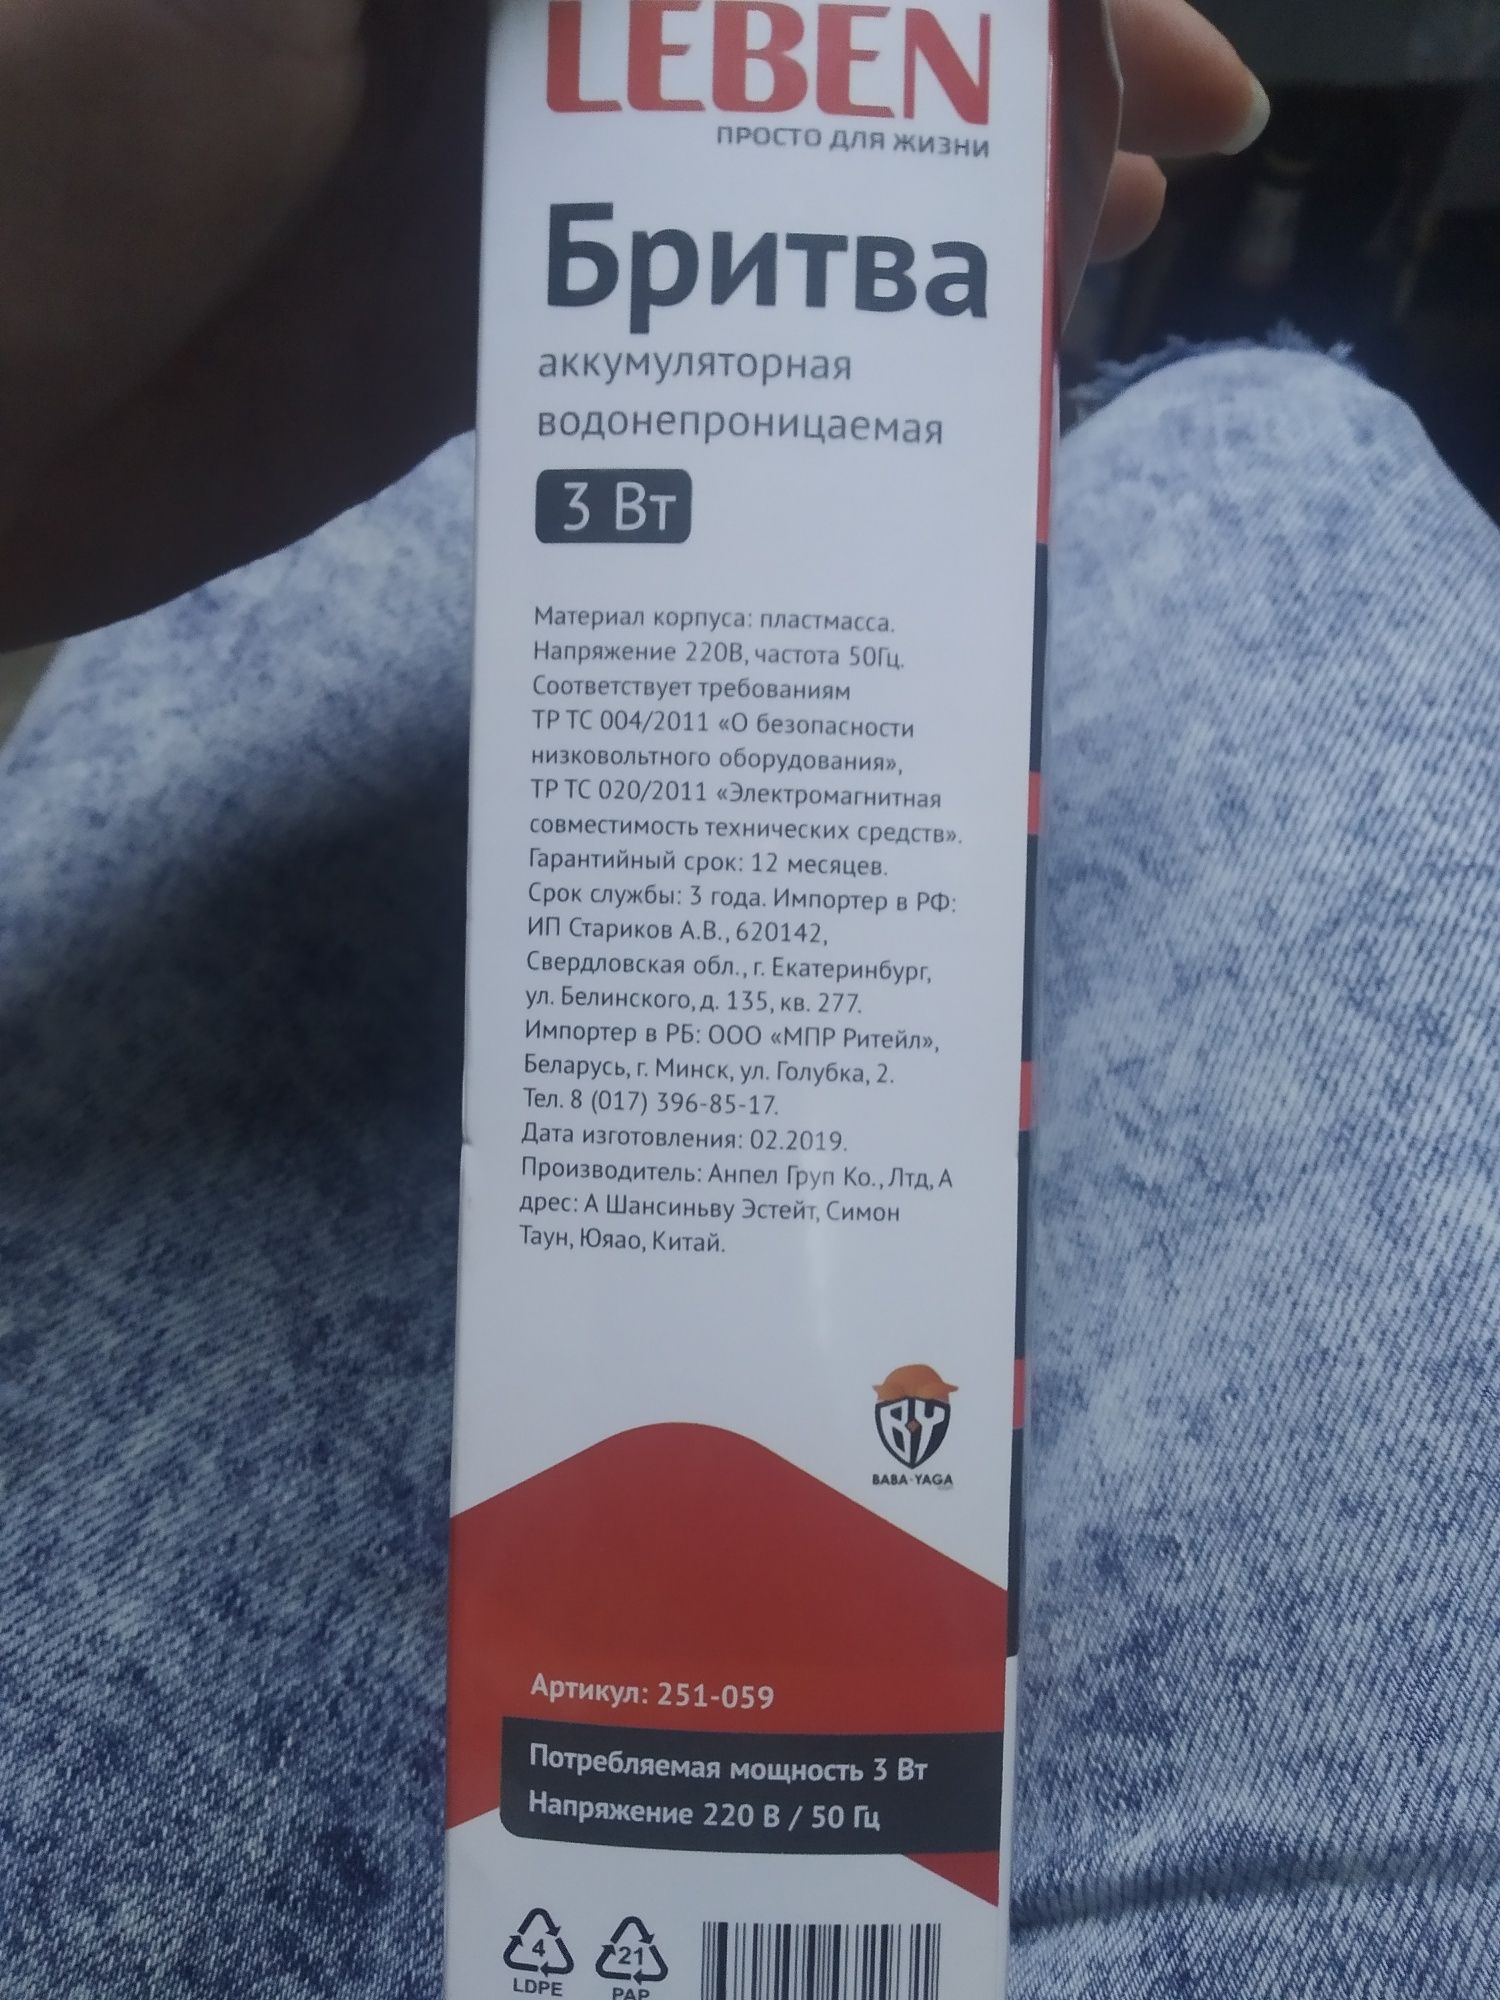 LEBEN
ПРОСТО ДЛЯ ЖИЗНИ
Бритва
аккумуляторная
водонепроницаемая
3 Вт
Материал корпуса: пластмасса.
Напряжение 220В, частота 50Гц.
Соответствует требованиям
ТР ТС 004/2011 «О безопасности
низковольтного оборудования»,
ТР ТС 020/2011 «Электромагнитная
совместимость технических средств».
Гарантийный срок: 12 месяцев.
Срок службы: 3 года. Импортер в РФ:
ИП Стариков А.В., 620142,
Свердловская обл., г. Екатеринбург,
ул. Белинского, д. 135, кв. 277.
Импортер в РБ: ООО «МПР Ритейл»,
Беларусь, г. Минск, ул. Голубка, 2.
Тел. 8 (017) 396-85-17.
Дата изготовления: 02.2019.
Производитель: Анпел Груп Ко., Лтд, А
дрес: А Шансиньву Эстейт, Симон
Таун, Юяао, Китай.
BY
BABA-YAGA
Артикул: 251-059
Потребляемая мощность 3 Вт
Напряжение 220 В / 50 Гц
4 21
LDPE PAP